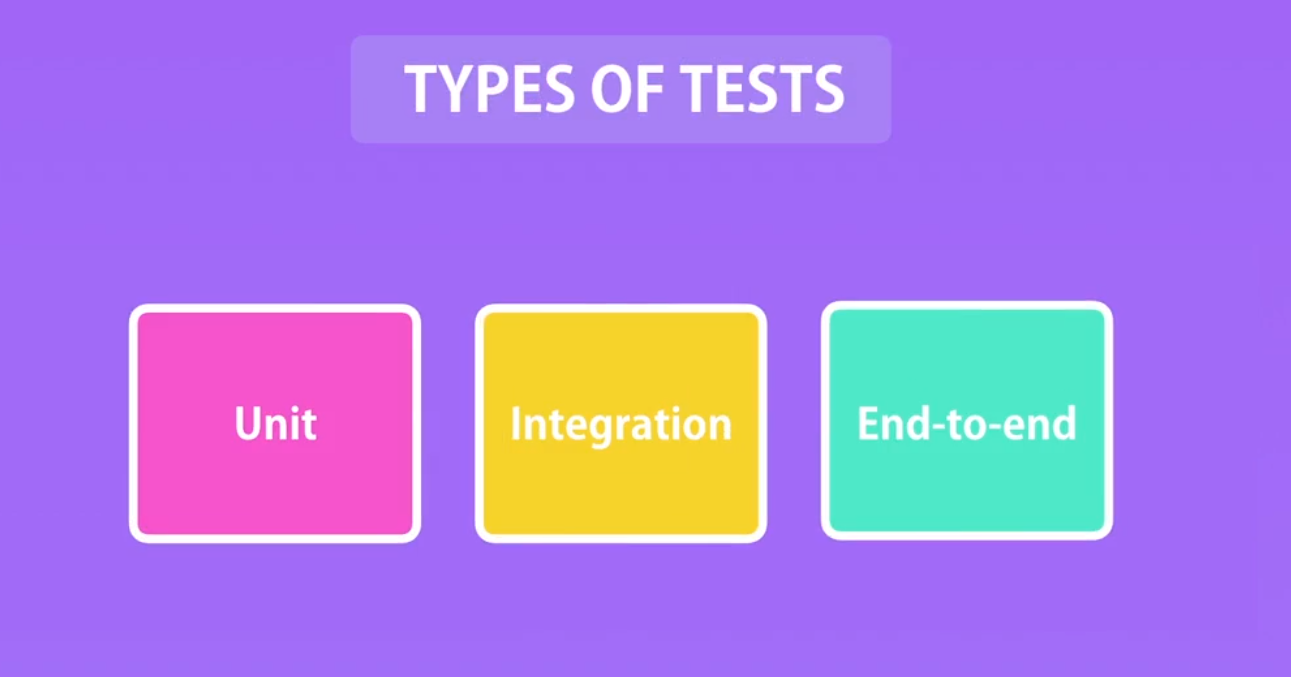 TYPES OF TESTS
Unit
Integration
End-to-end